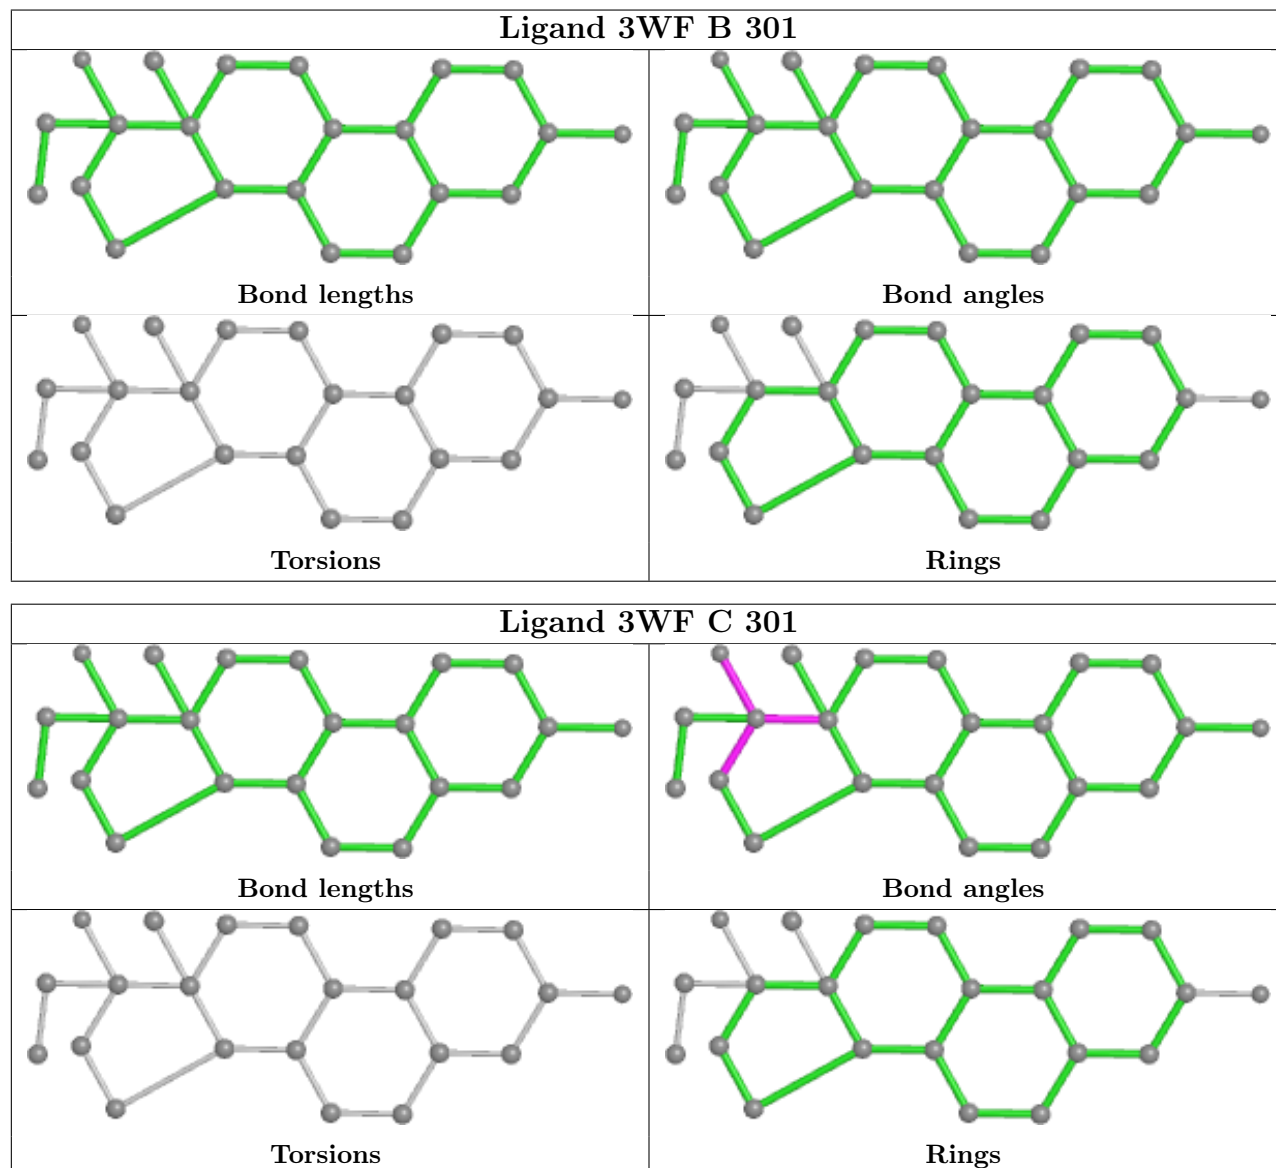 Ligand 3WF B 301
Bond lengths
Bond angles
Torsions
Rings
Ligand 3WF C 301
Bond lengths
Bond angles
Torsions
Rings